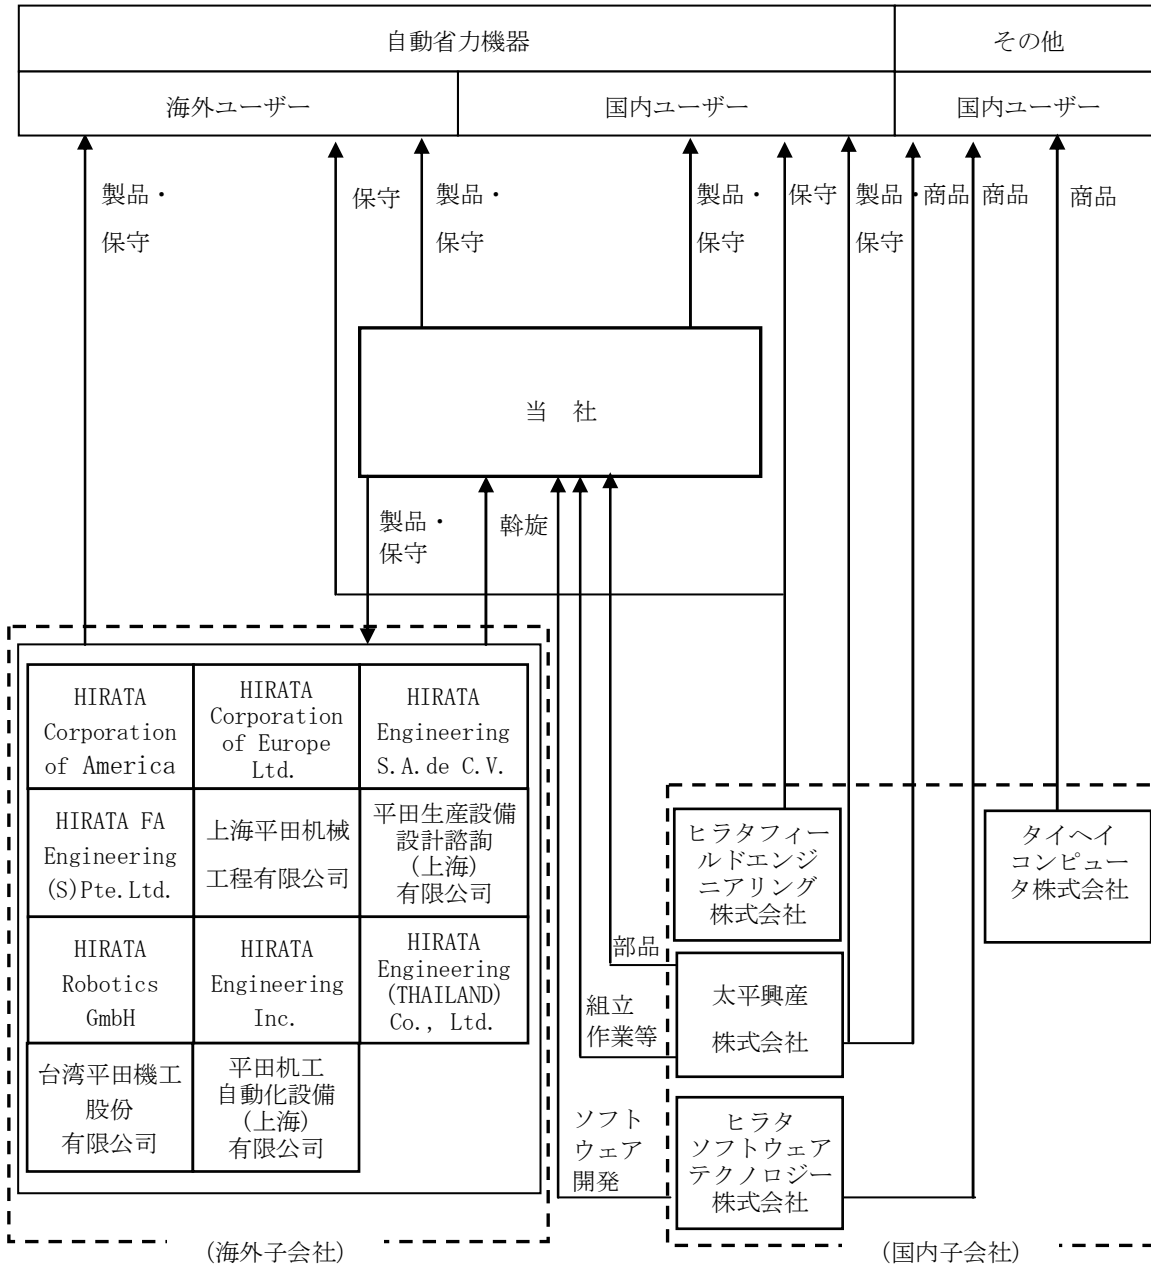 自動省力機器
その他
海外ユーザー
国内ユーザー
国内ユーザー
製品・
保守
保守
製品・
保守
製品・
保守
保守
製品・
保守
商品
商品
商品
当 社
製品・
保守
斡旋
HIRATA
Corporation
of America
HIRATA
Corporation
of Europe
Ltd.
HIRATA
Engineering
S.A.de C.V.
HIRATA FA
Engineering
(S)Pte.Ltd.
上海平田机械
工程有限公司
平田生産設備
設計諮詢
(上海)
有限公司
HIRATA
Robotics
GmbH
HIRATA
Engineering
Inc.
HIRATA
Engineering
(THAILAND)
Co., Ltd.
台湾平田機工
股份
有限公司
平田机工
自動化設備
(上海)
有限公司
(海外子会社)
ヒラタフィー
ルドエンジ
ニアリング
株式会社
タイヘイ
コンピュー
タ株式会社
部品
組立
作業等
太平興産
株式会社
ソフト
ウェア
開発
ヒラタ
ソフトウェア
テクノロジー
株式会社
(国内子会社)